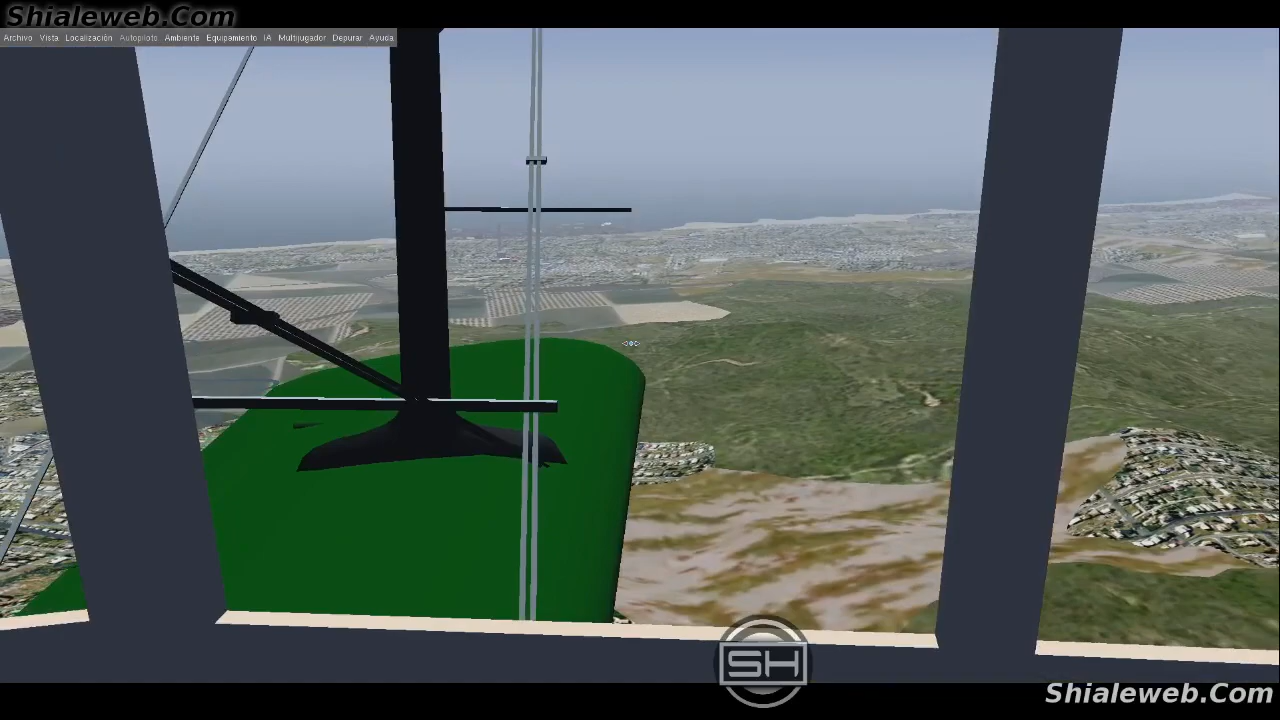 Shialeweb.Com
Archivo Vista Localización Autopiloto Ambiente Equipamiento IA Multijugador Depurar Ayuda
SH
Shialeweb.Com